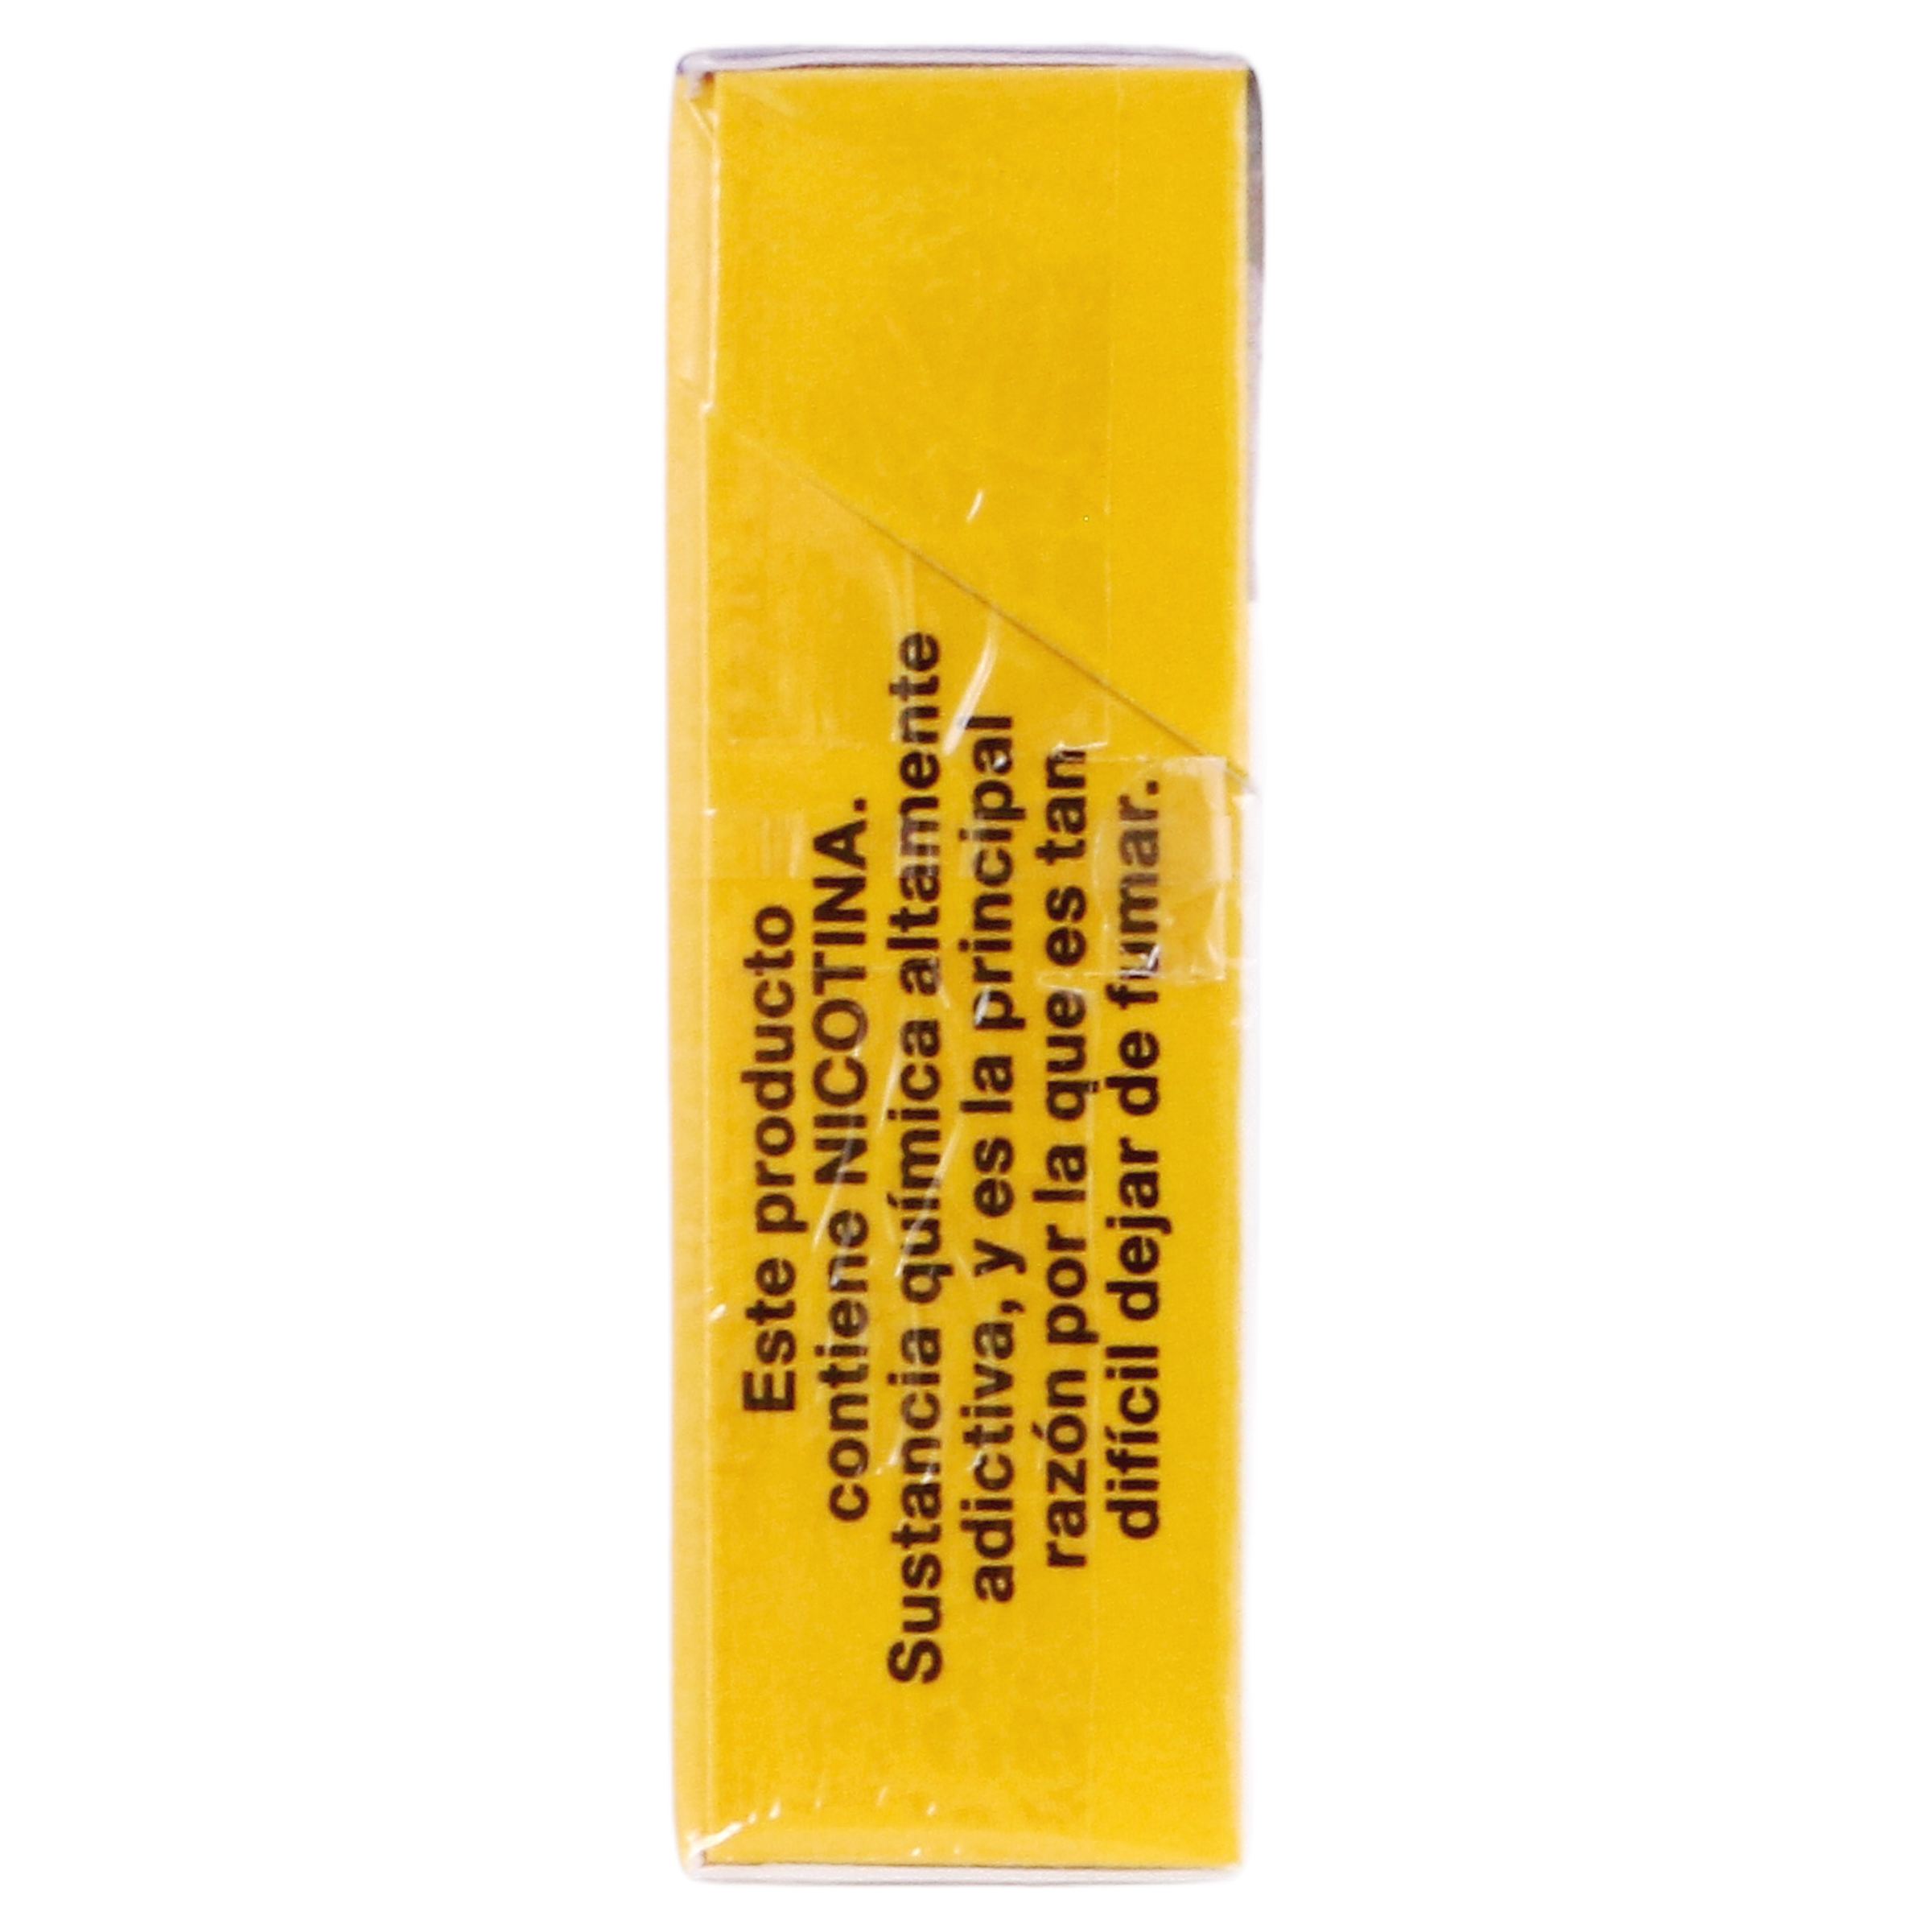 Este producto
contiene NICOTINA.
Sustancia química altamente
adictiva, y es la principal
razón por la que es tan
difícil dejar de fumar.